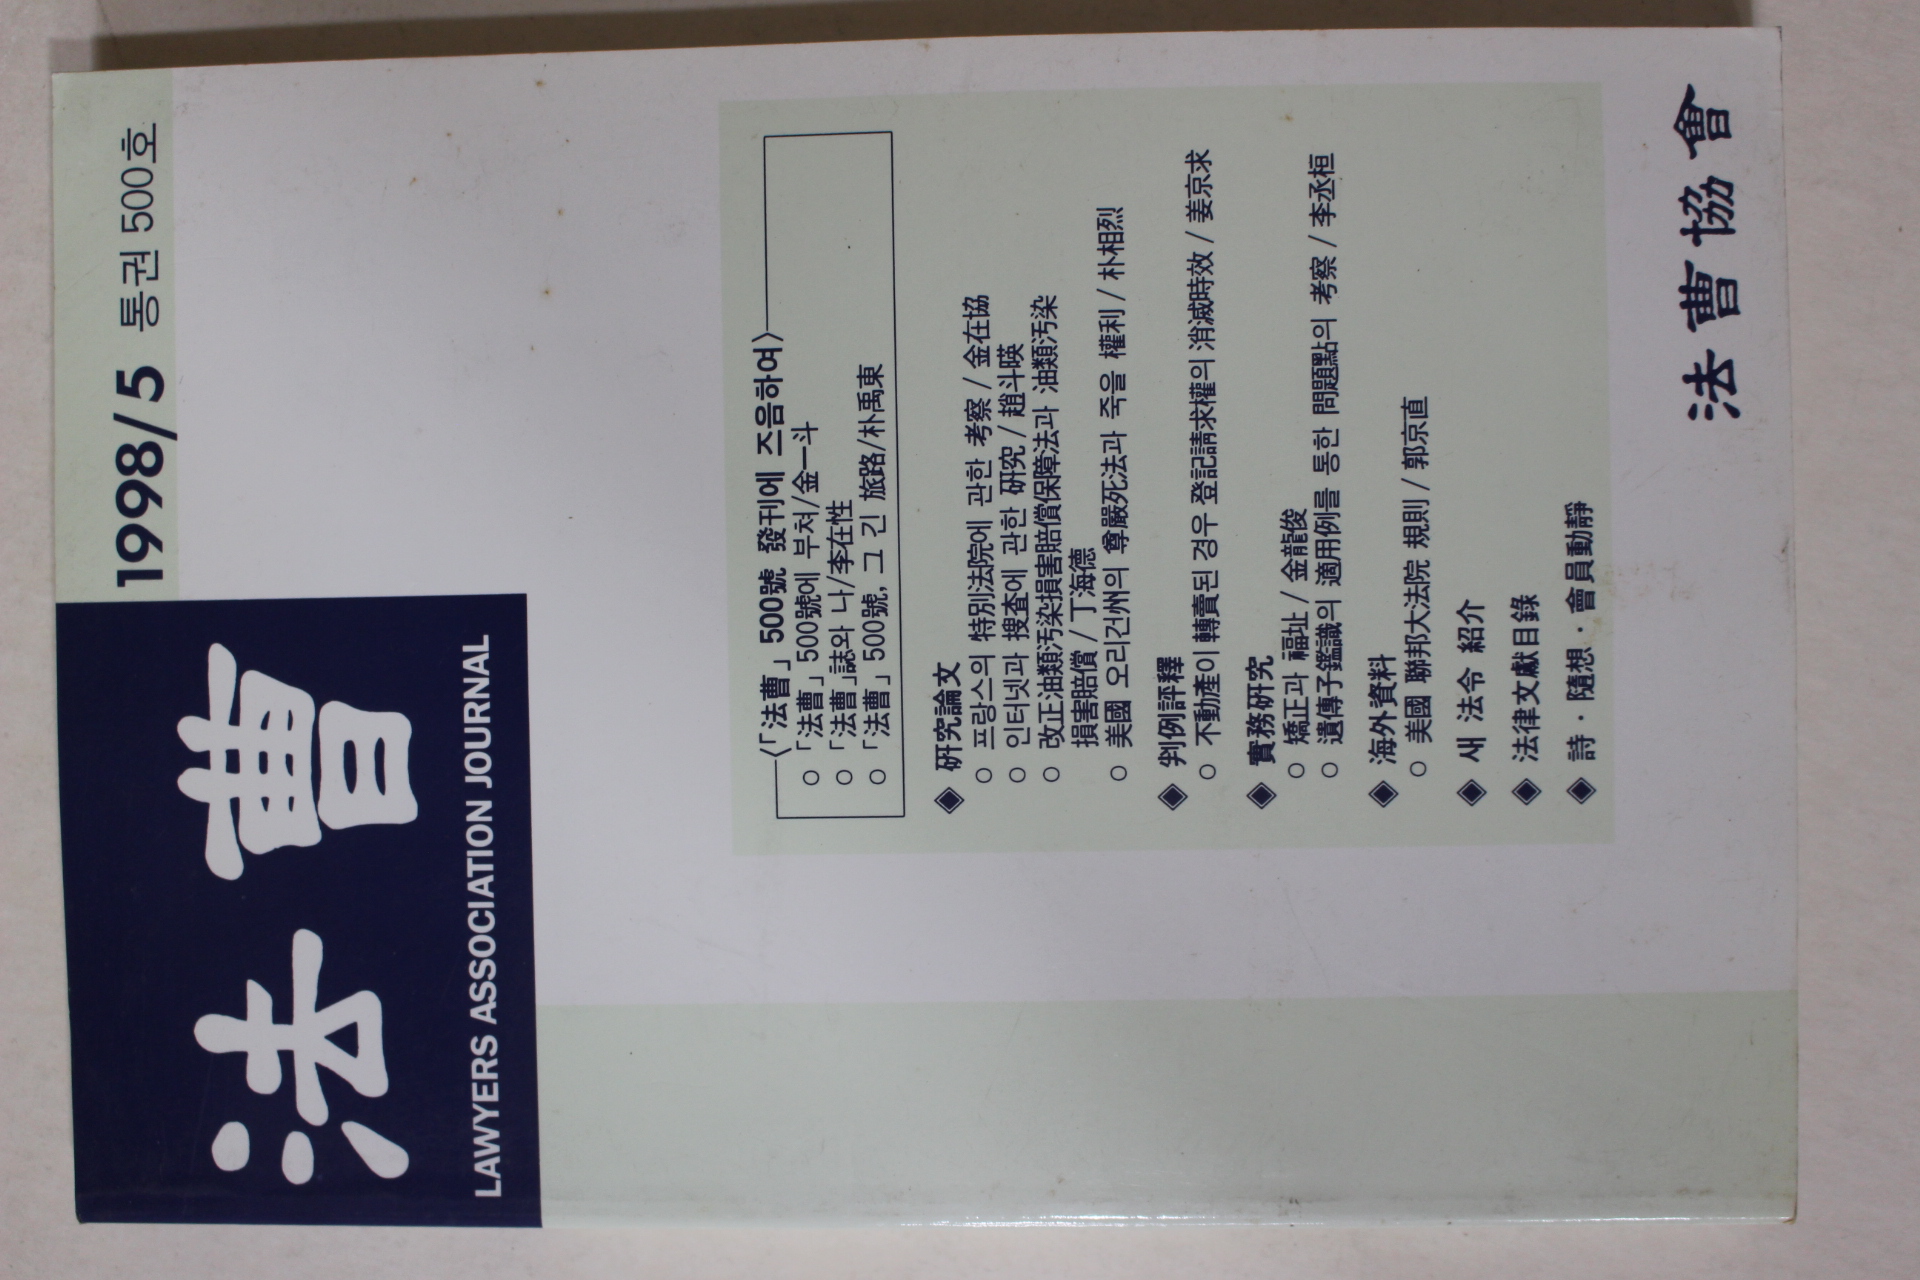 法曹
LAWYERS ASSOCIATION JOURNAL
1998/5 통권 500호
〈「法曹」 500號 發刊에 즈음하여〉
○ 「法曹」 500號에 부쳐/金一斗
○ 「法曹」誌와 나/李在性
○ 「法曹」 500號, 그 긴 旅路/朴禹東
◈ 研究論文
○ 프랑스의 特別法院에 관한 考察 / 金在協
○ 인터넷과 搜査에 관한 研究 / 趙斗暎
○ 改正油類汚染損害賠償保障法과 油類汚染
損害賠償 / 丁海德
○ 美國 오리건州의 尊嚴死法과 죽을 權利 / 朴相烈
◈ 判例評釋
○ 不動產이 轉賣된 경우 登記請求權의 消滅時效 / 姜京求
◈ 實務研究
○ 矯正과 福址 / 金龍俊
○ 遺傳子鑑識의 適用例를 통한 問題點의 考察 / 李丞桓
◈ 海外資料
○ 美國 聯邦大法院 規則 / 郭京直
◈ 새 法令 紹介
◈ 法律文獻目錄
◈ 詩 · 隨想 · 會員動靜
法曹協會